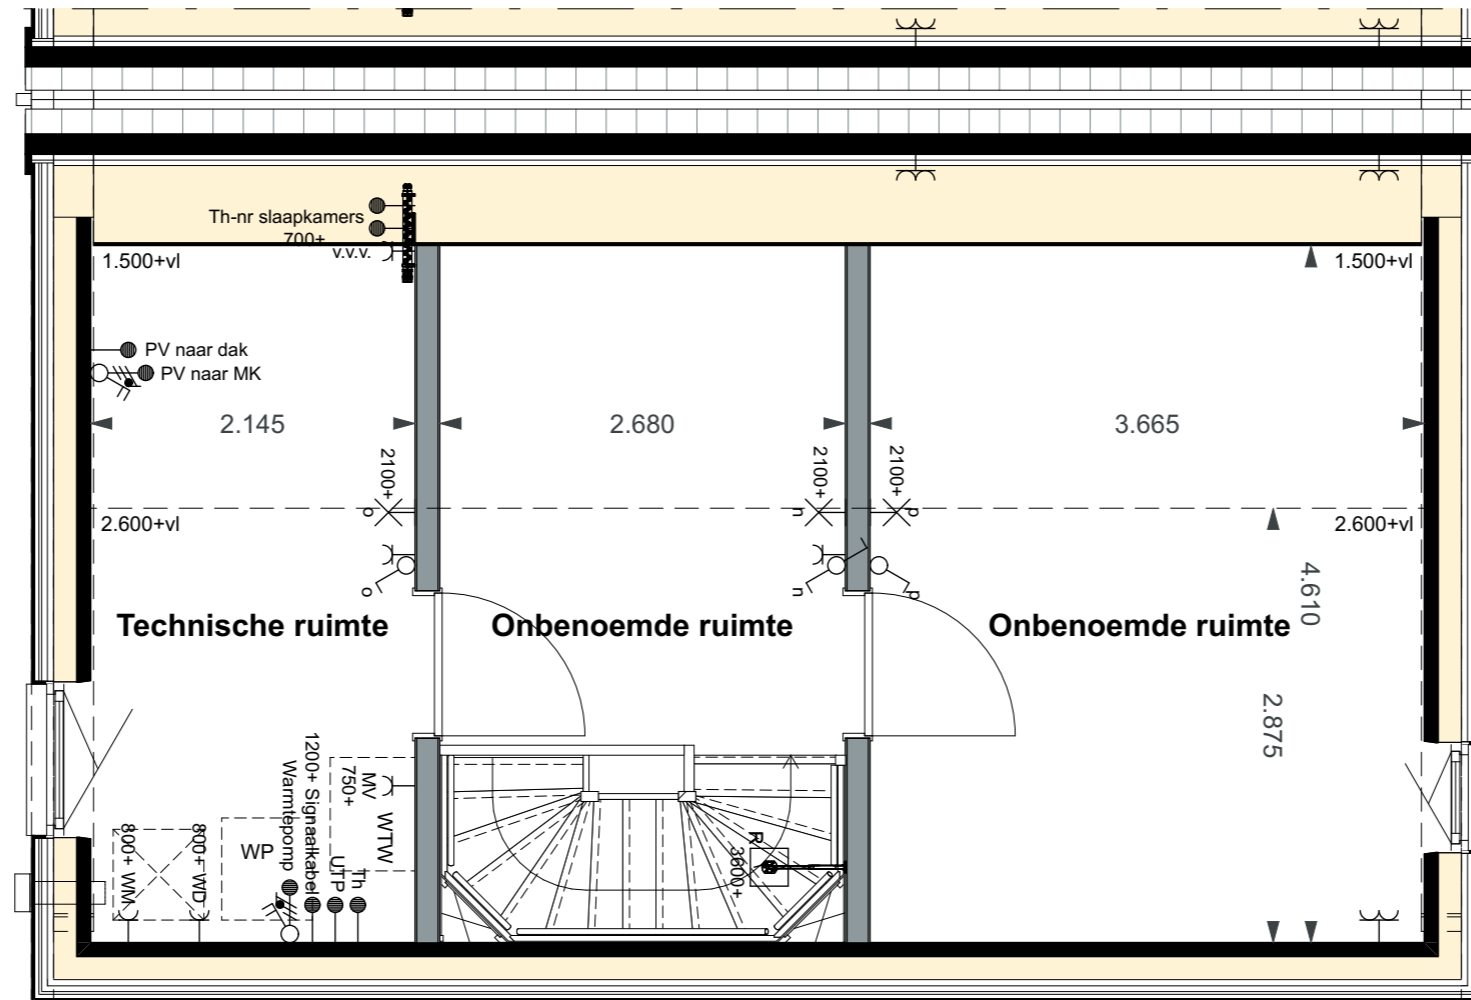 Th-nr slaapkamers
700+
v.v.v.
1.500+vl
1.500+vl
PV naar dak
PV naar MK
2.145
2.680
3.665
2100+
2100+
2100+
o
n
p
2.600+vl
2.600+vl
o
n
p
4.610
Technische ruimte
Onbenoemde ruimte
Onbenoemde ruimte
2.875
1200+ Signaalkabel
Warmtepomp
MV
750+
WTW
WP
800+ WM
800+ WD
UTP
Th
R
3600+